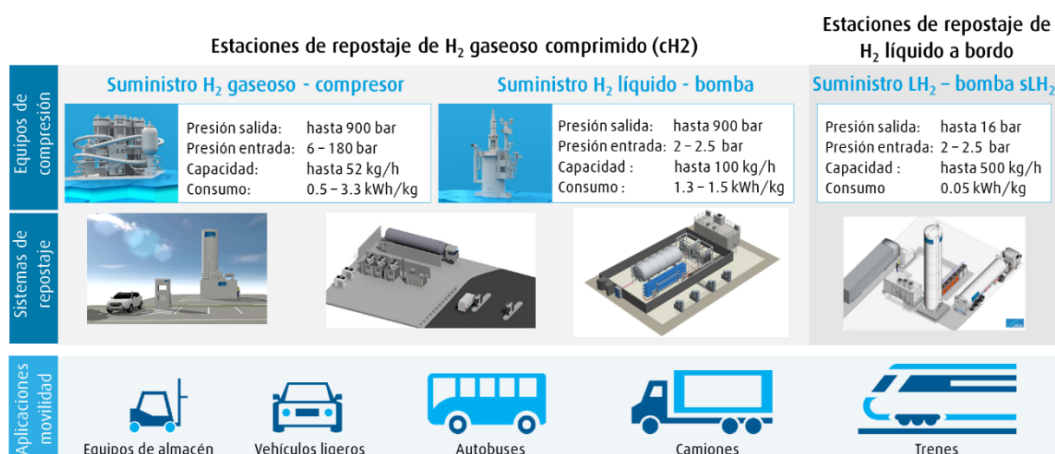 Estaciones de repostaje de H₂ gaseoso comprimido (cH2)
Estaciones de repostaje de
H₂ líquido a bordo
Equipos de
compresión
Suministro H₂ gaseoso - compresor
Presión salida: hasta 900 bar
Presión entrada: 6 – 180 bar
Capacidad: hasta 52 kg/h
Consumo: 0.5 – 3.3 kWh/kg
Suministro H₂ líquido - bomba
Presión salida: hasta 900 bar
Presión entrada: 2 – 2.5 bar
Capacidad : hasta 100 kg/h
Consumo : 1.3 – 1.5 kWh/kg
Suministro LH₂ – bomba sLH₂
Presión salida: hasta 16 bar
Presión entrada: 2 – 2.5 bar
Capacidad : hasta 500 kg/h
Consumo 0.05 kWh/kg
Sistemas de
repostaje
Aplicaciones
movilidad
Equipos de almacén
Vehículos ligeros
Autobuses
Camiones
Trenes